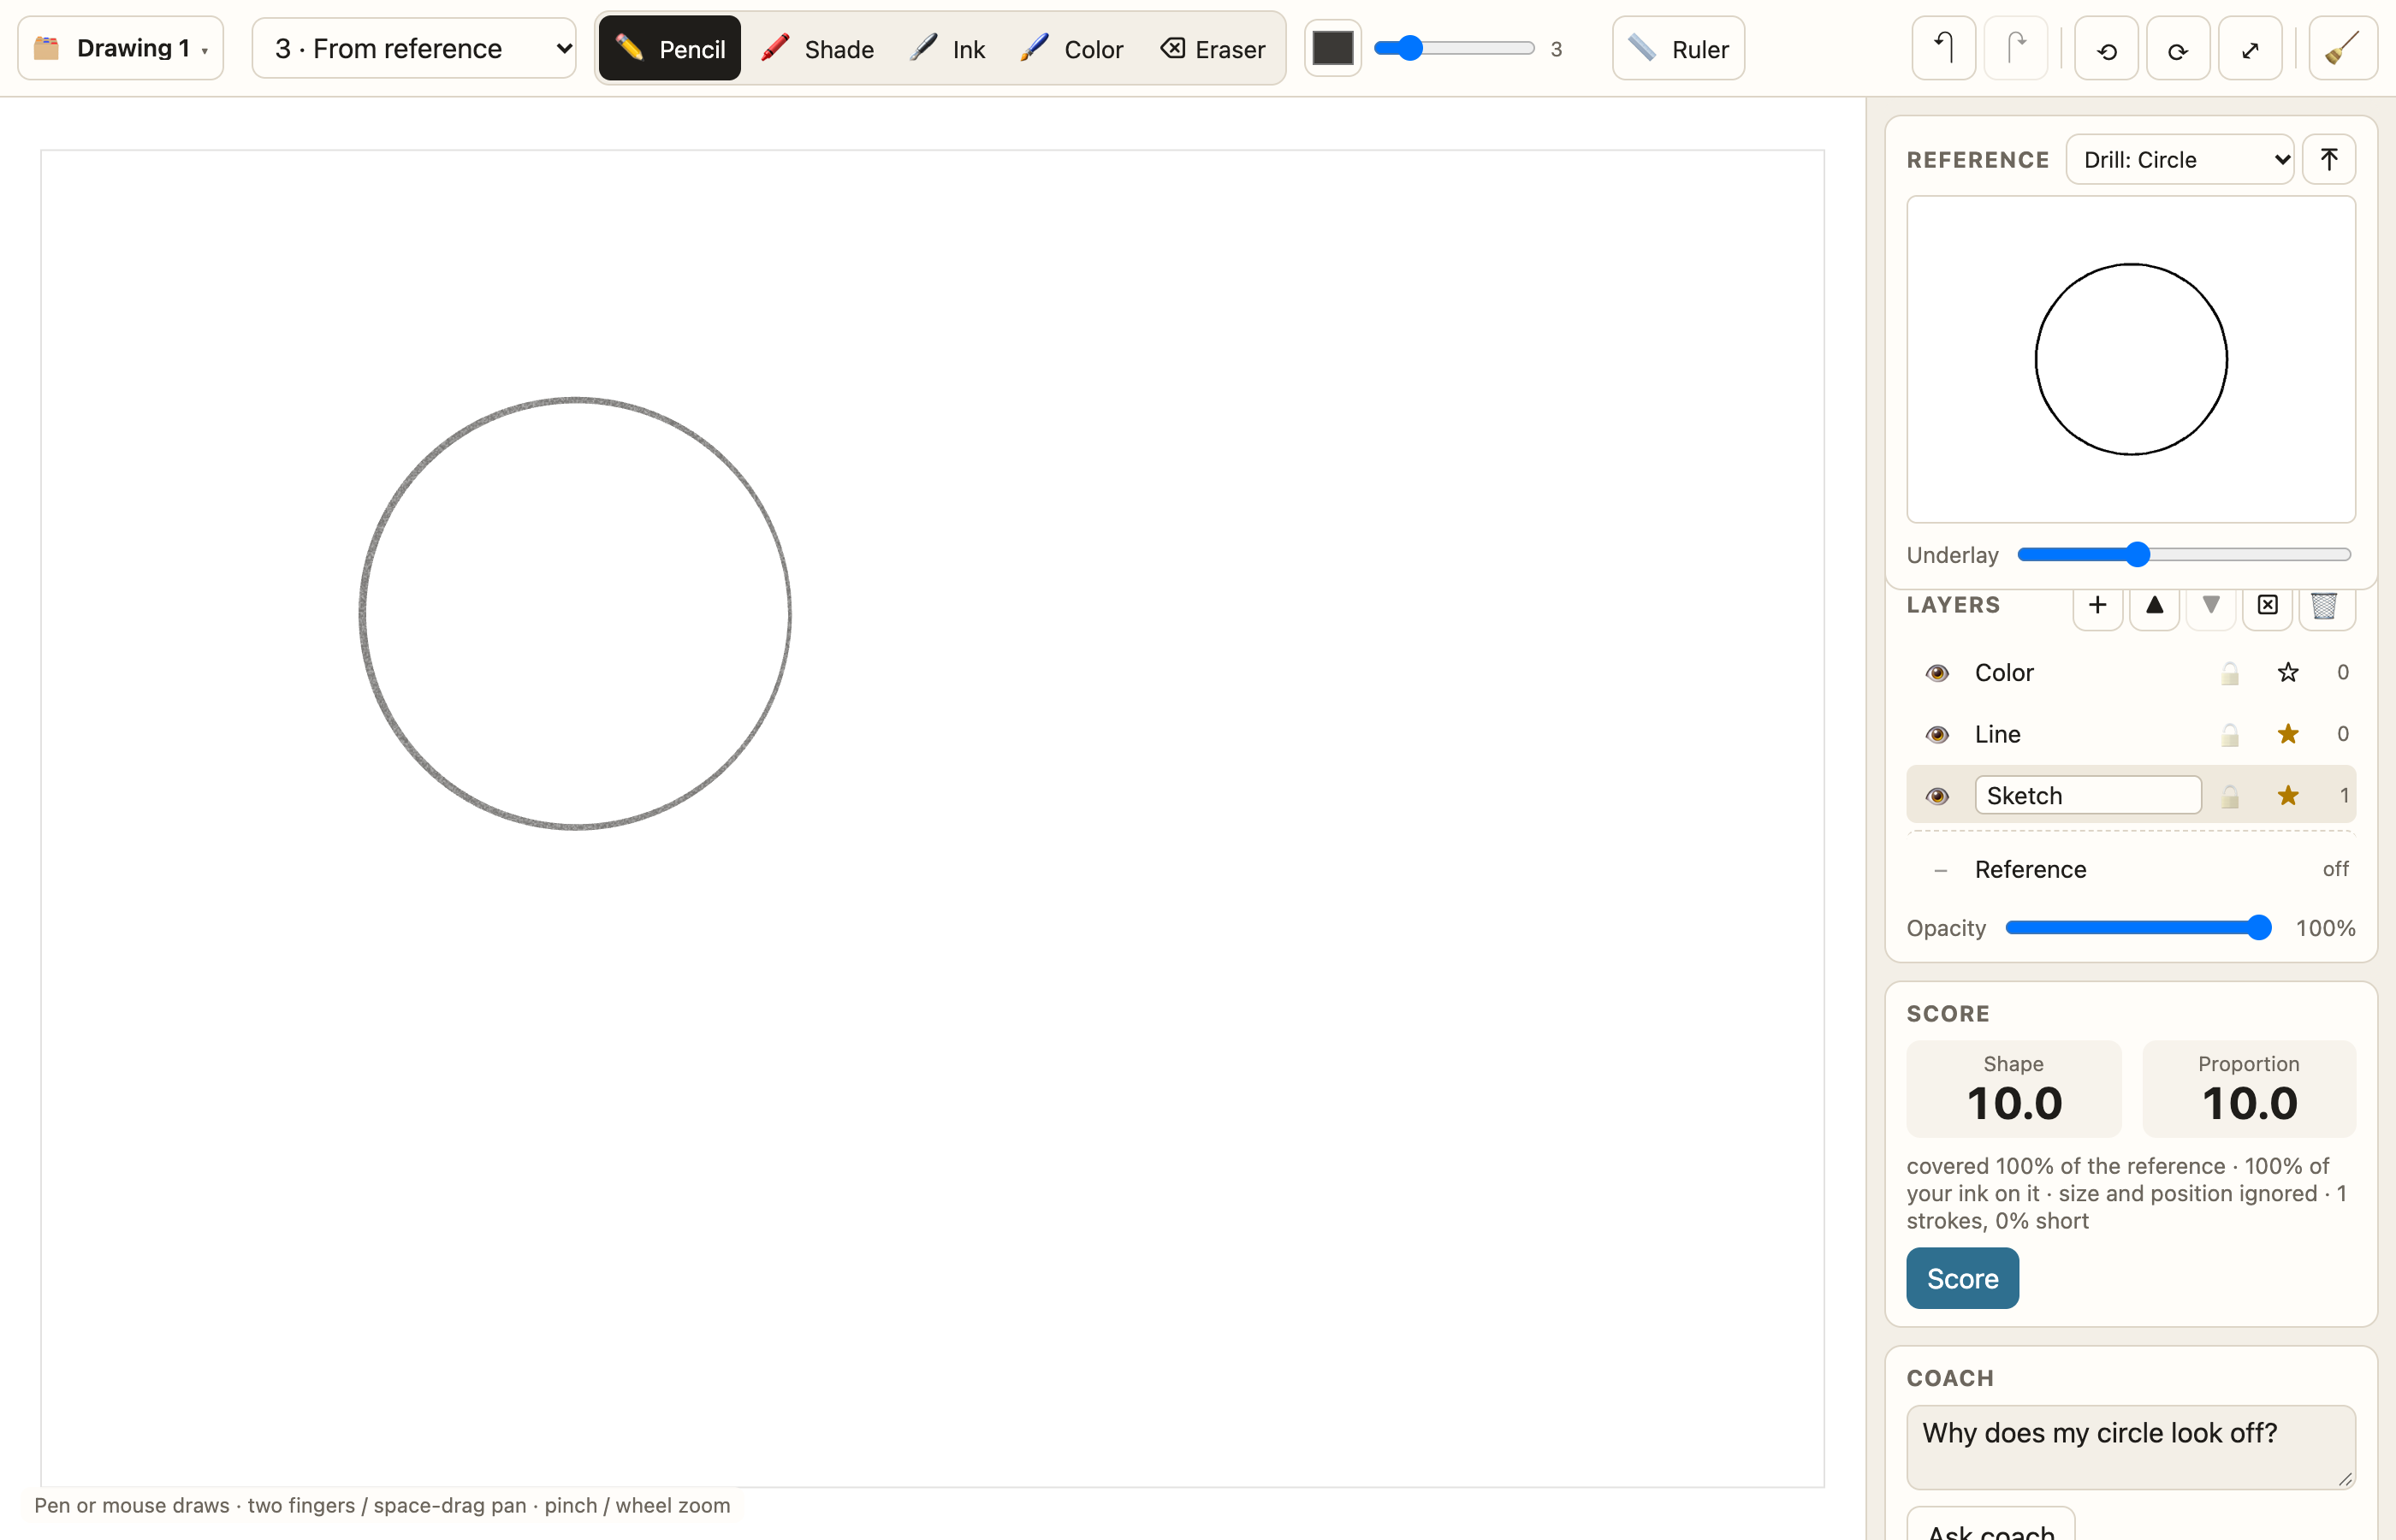 Drawing 1
3 · From reference
Pencil
Shade
Ink
Color
Eraser
3
Ruler
REFERENCE
Drill: Circle
Underlay
LAYERS
Color
0
Line
0
Sketch
1
Reference
off
Opacity
100%
SCORE
Shape
10.0
Proportion
10.0
covered 100% of the reference · 100% of
your ink on it · size and position ignored · 1
strokes, 0% short
Score
COACH
Why does my circle look off?
Ask coach
Pen or mouse draws · two fingers / space-drag pan · pinch / wheel zoom